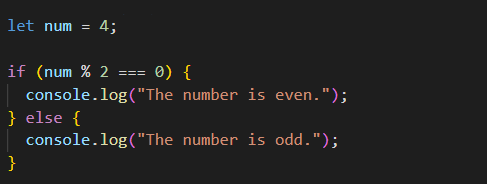 let num = 4;

if (num % 2 === 0) {
  console.log("The number is even.");
} else {
  console.log("The number is odd.");
}